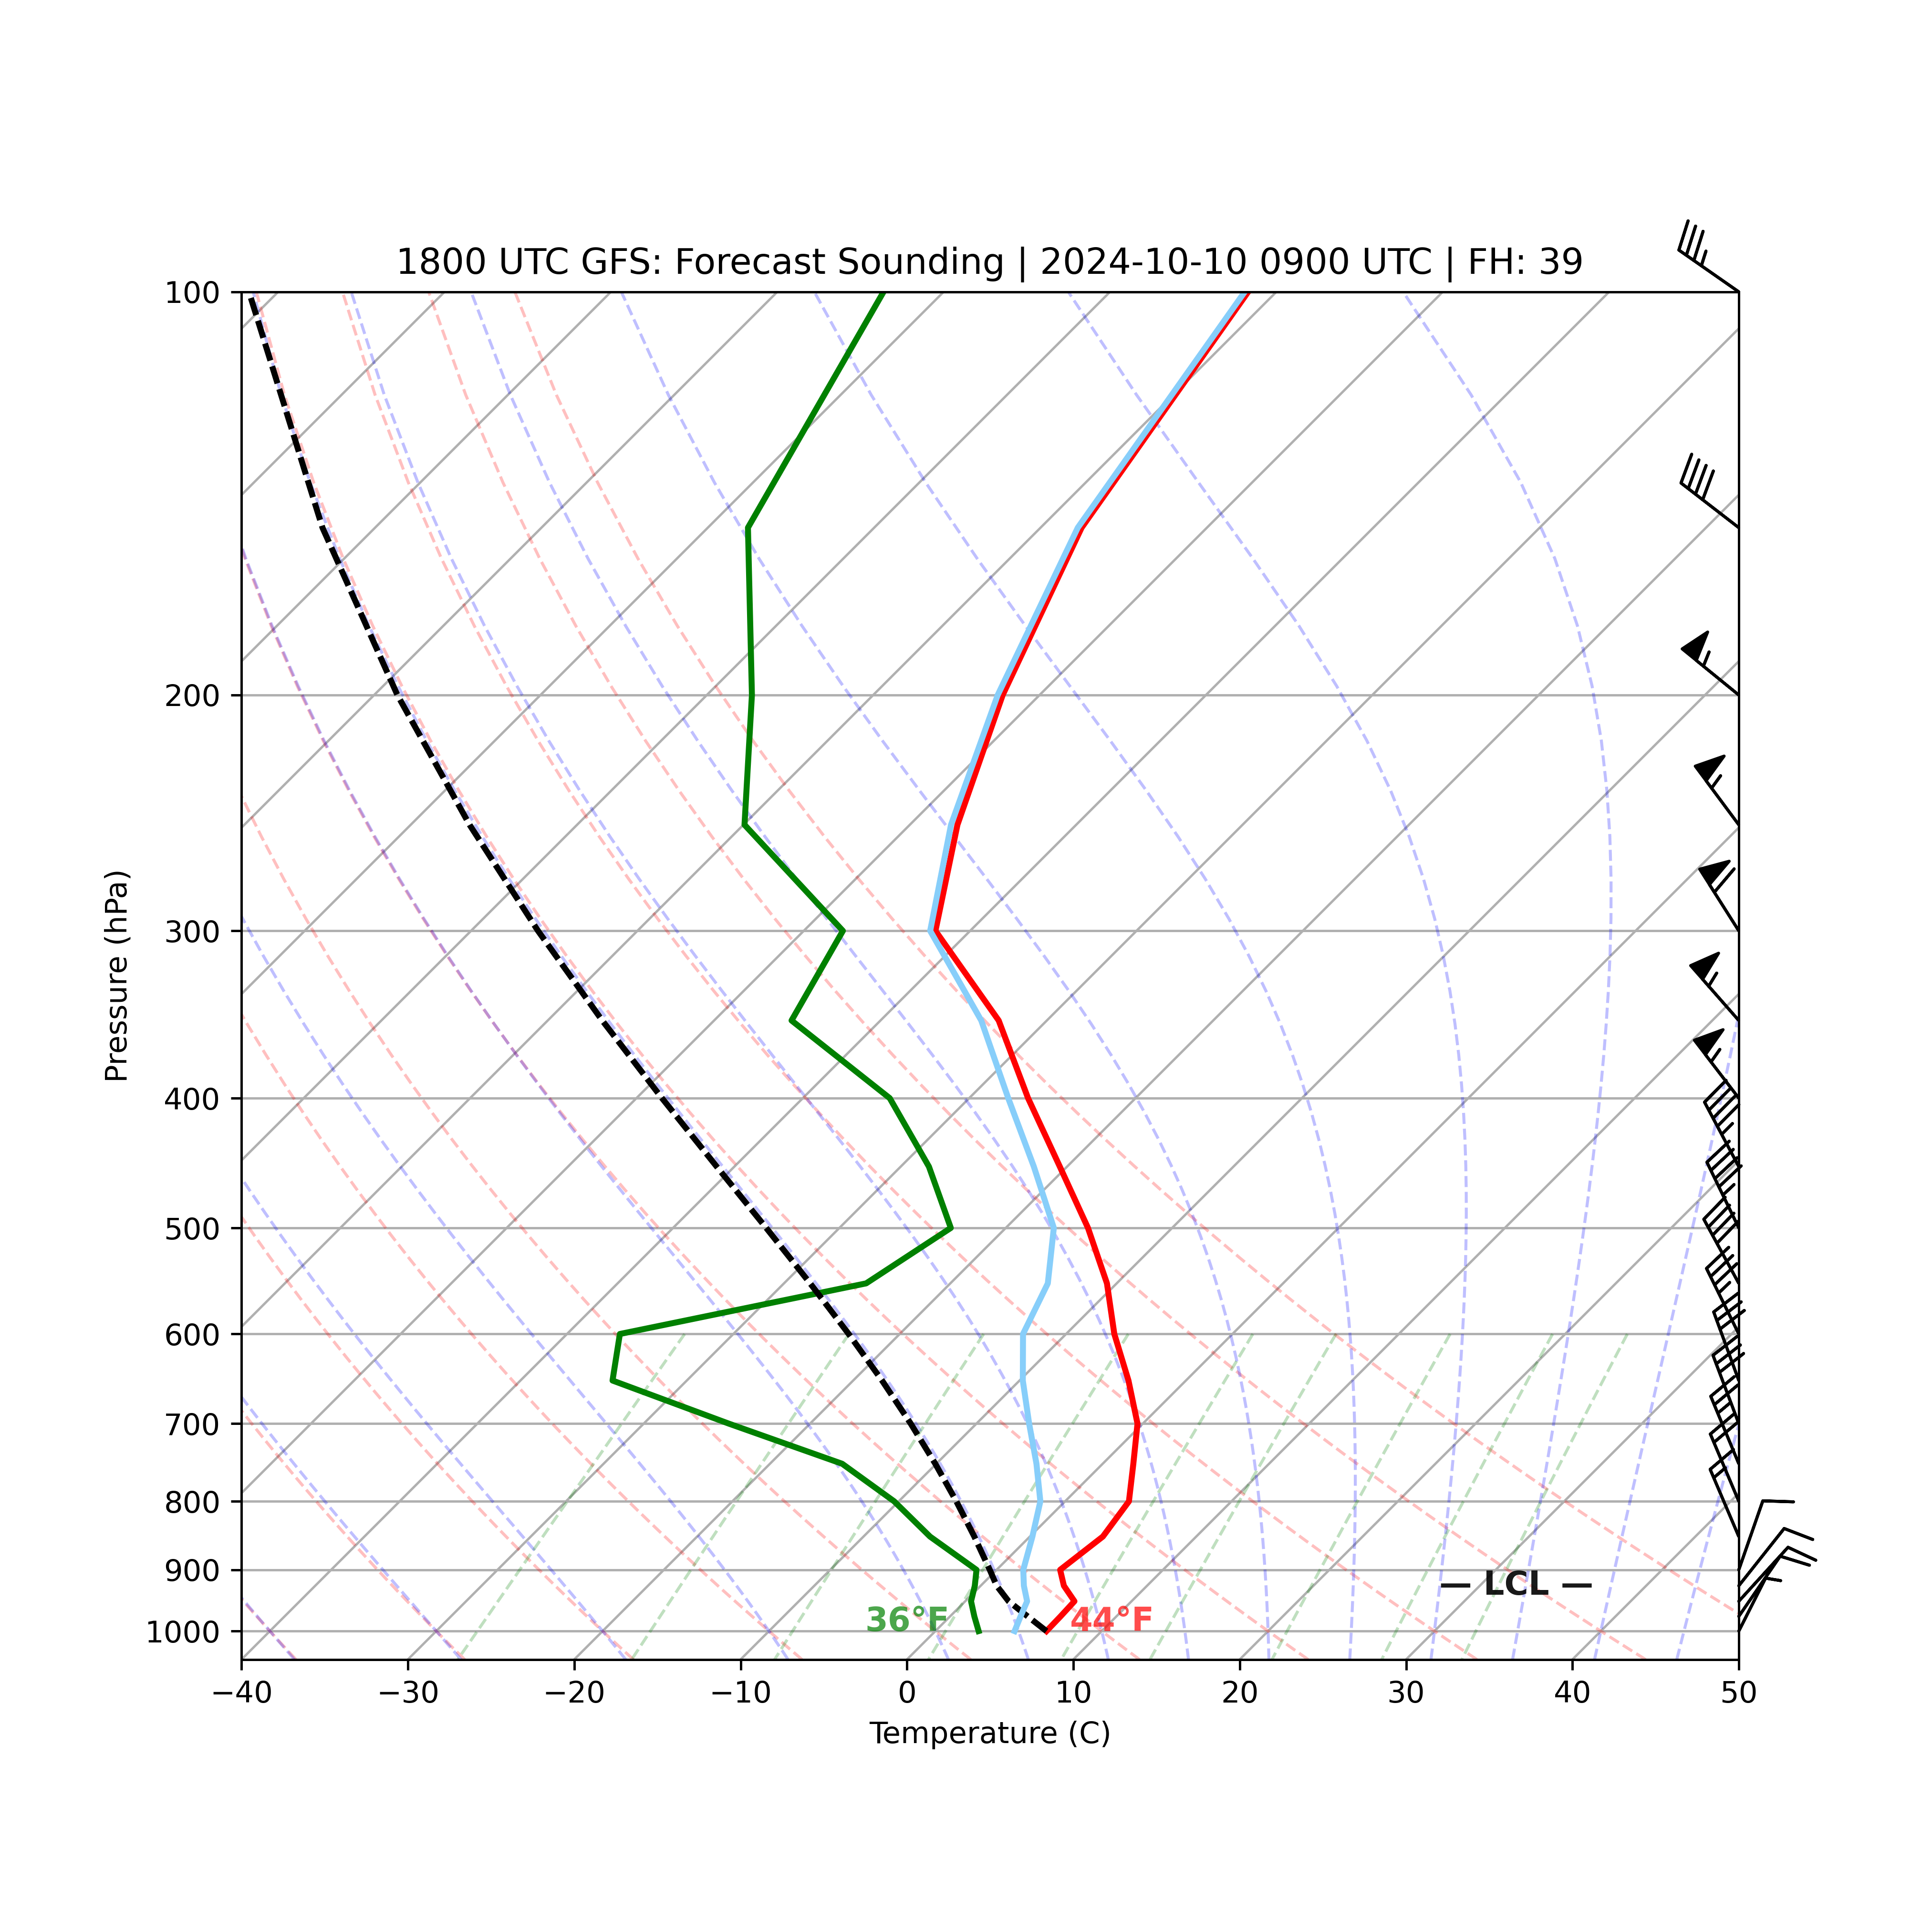 1800 UTC GFS: Forecast Sounding | 2024-10-10 0900 UTC | FH: 39
100
200
300
400
500
600
700
800
900
1000
Pressure (hPa)
— LCL —
36°F
44°F
−40 −30 −20 −10 0 10 20 30 40 50
Temperature (C)